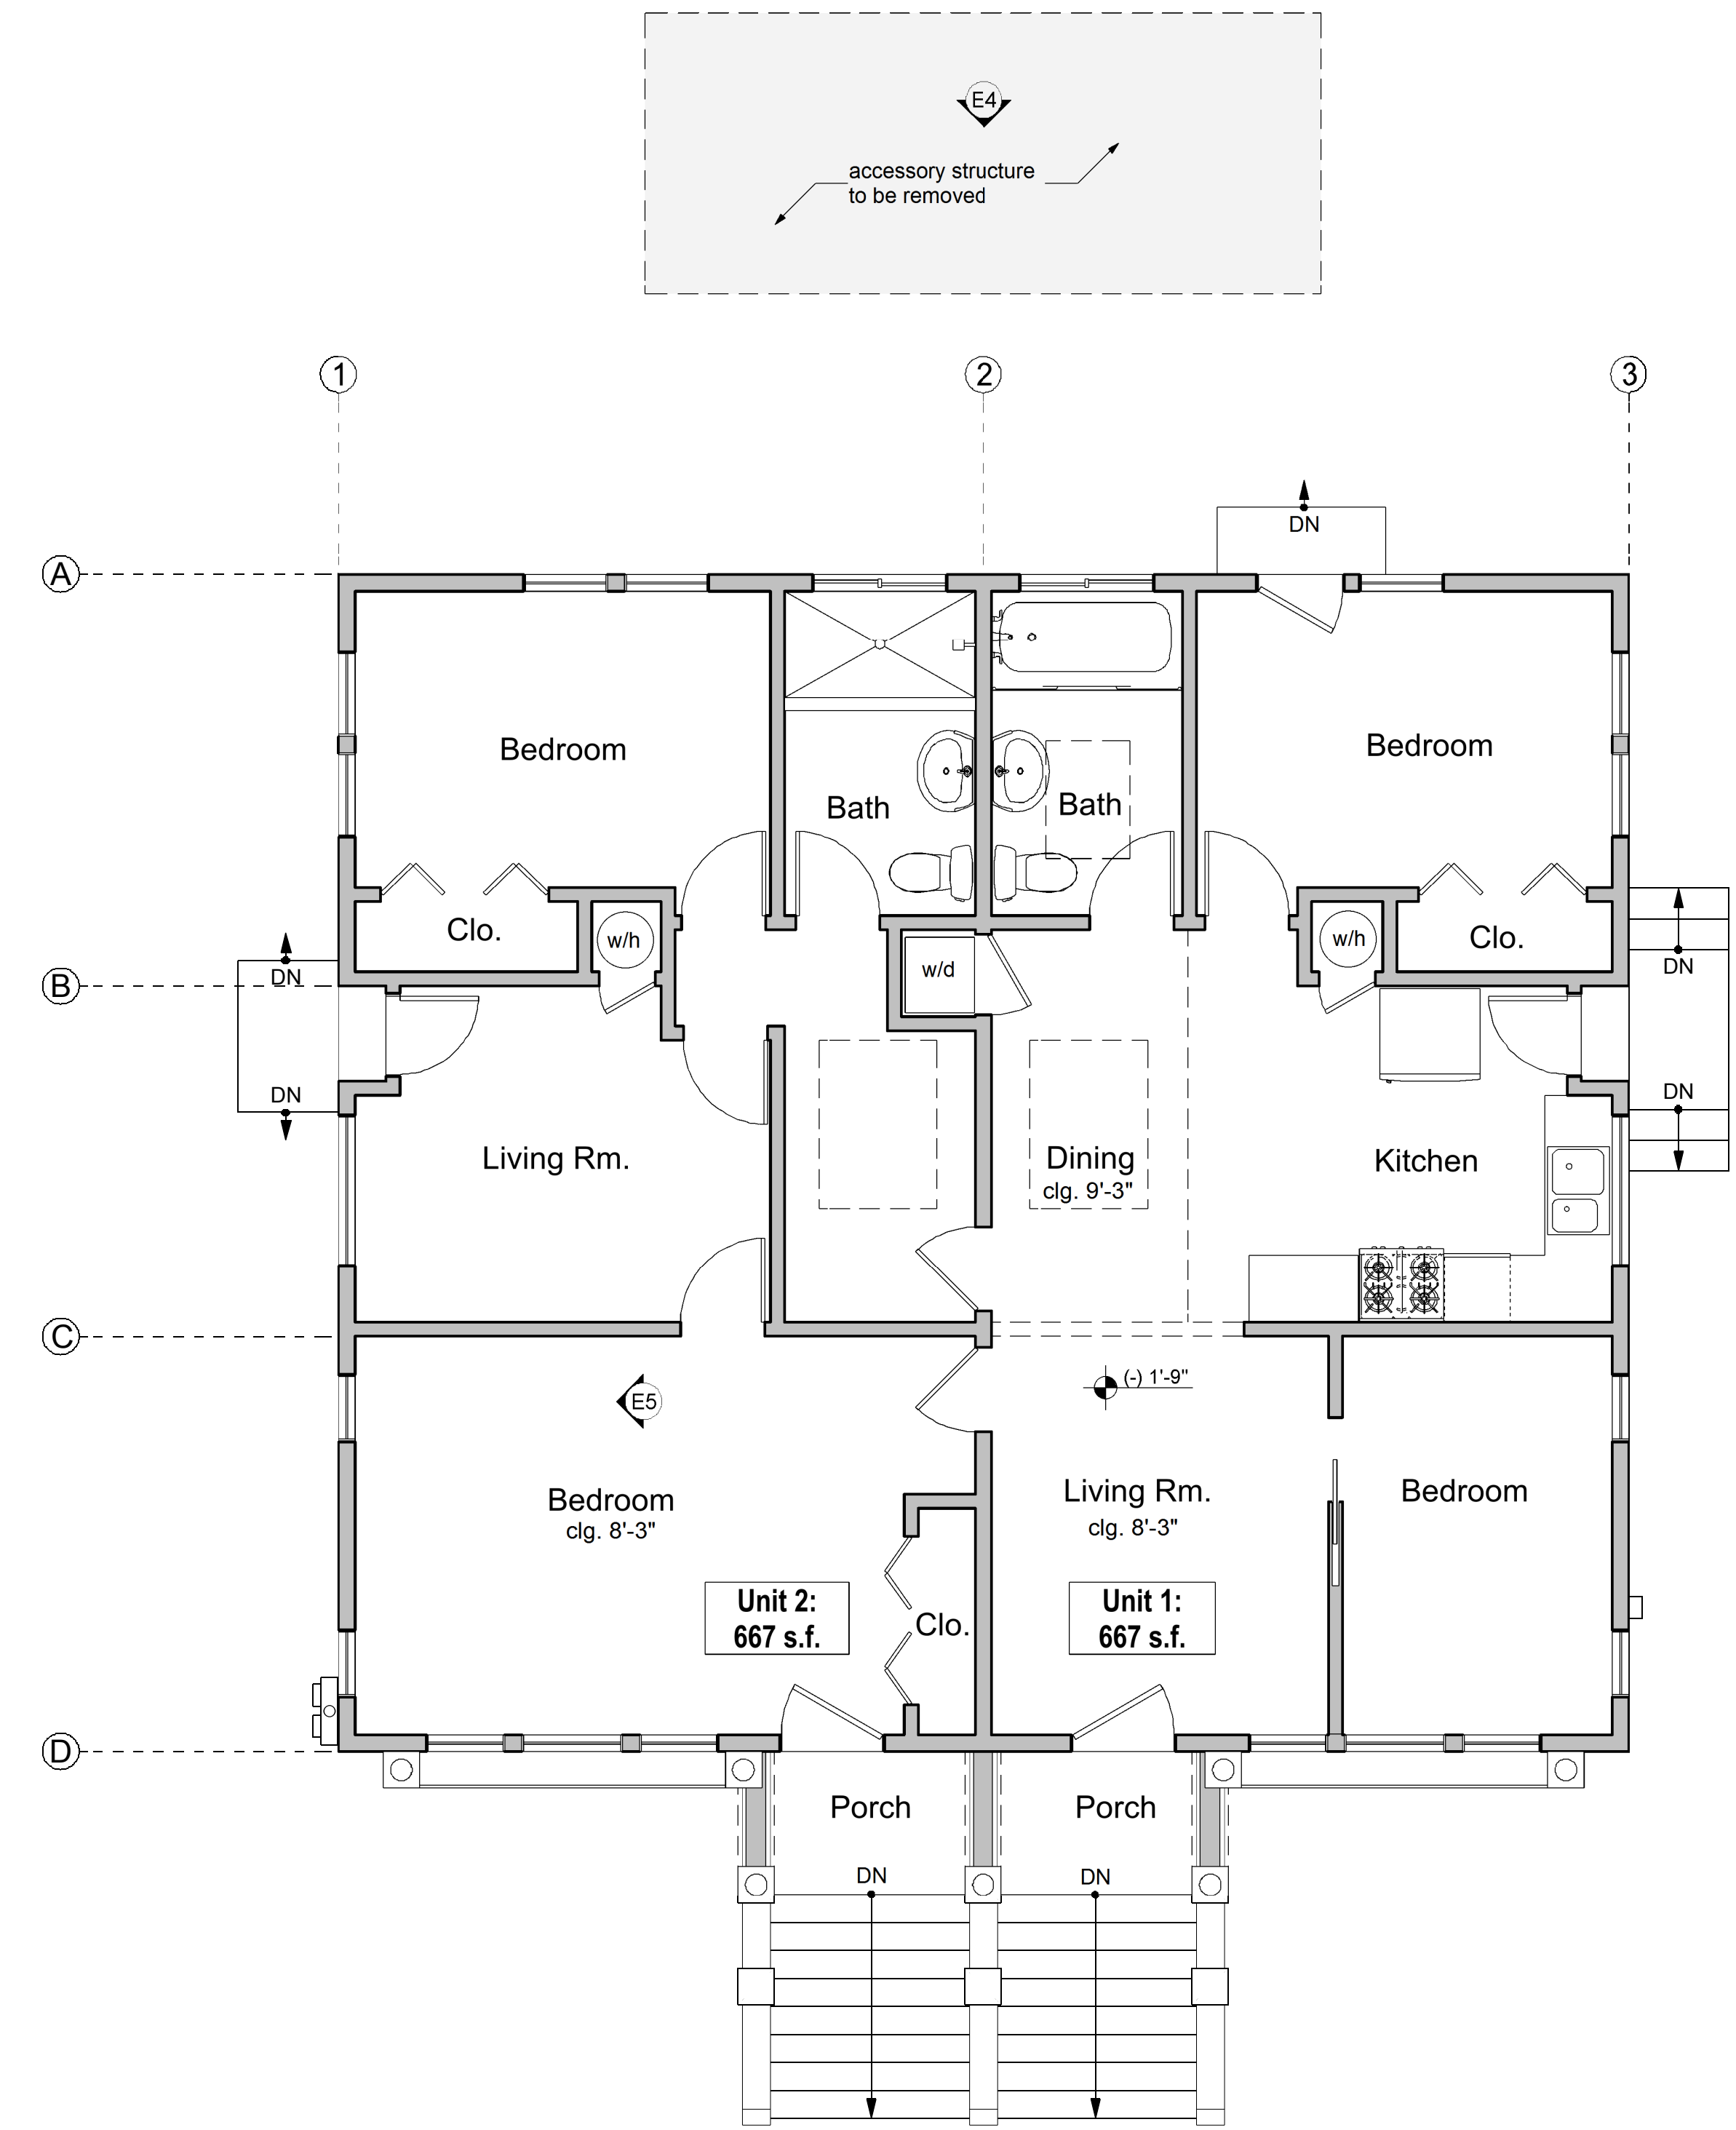 E4
accessory structure
to be removed
1
2
3
DN
A
Bedroom
Bedroom
Bath
Bath
Clo.
w/h
w/h
Clo.
w/d
DN
DN
B
DN
DN
Living Rm.
Dining
clg. 9'-3"
Kitchen
C
(-) 1'-9"
E5
Bedroom
clg. 8'-3"
Living Rm.
clg. 8'-3"
Bedroom
Unit 2:
667 s.f.
Clo.
Unit 1:
667 s.f.
D
Porch
Porch
DN
DN